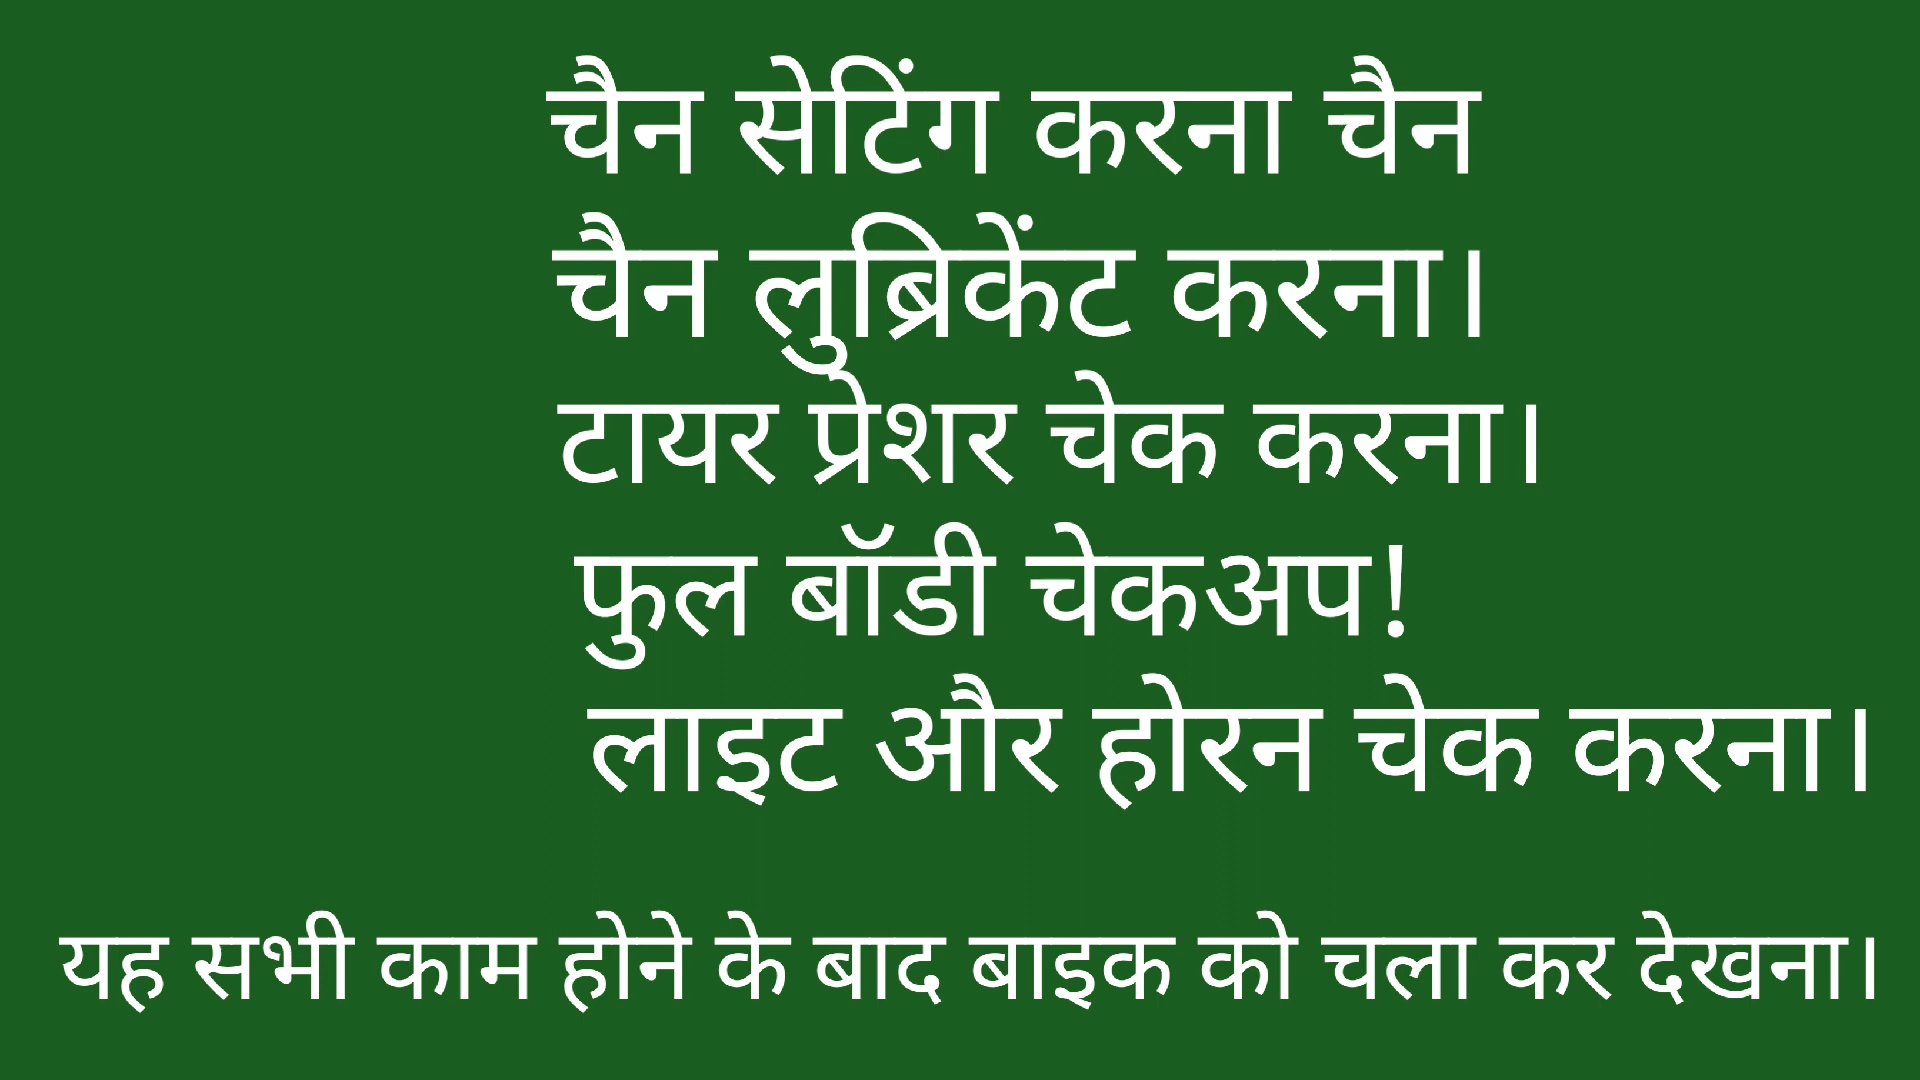 चैन सेटिंग करना चैन
चैन लुब्रिकेंट करना।
टायर प्रेशर चेक करना।
फुल बॉडी चेकअप!
लाइट और होरन चेक करना।
यह सभी काम होने के बाद बाइक को चला कर देखना।